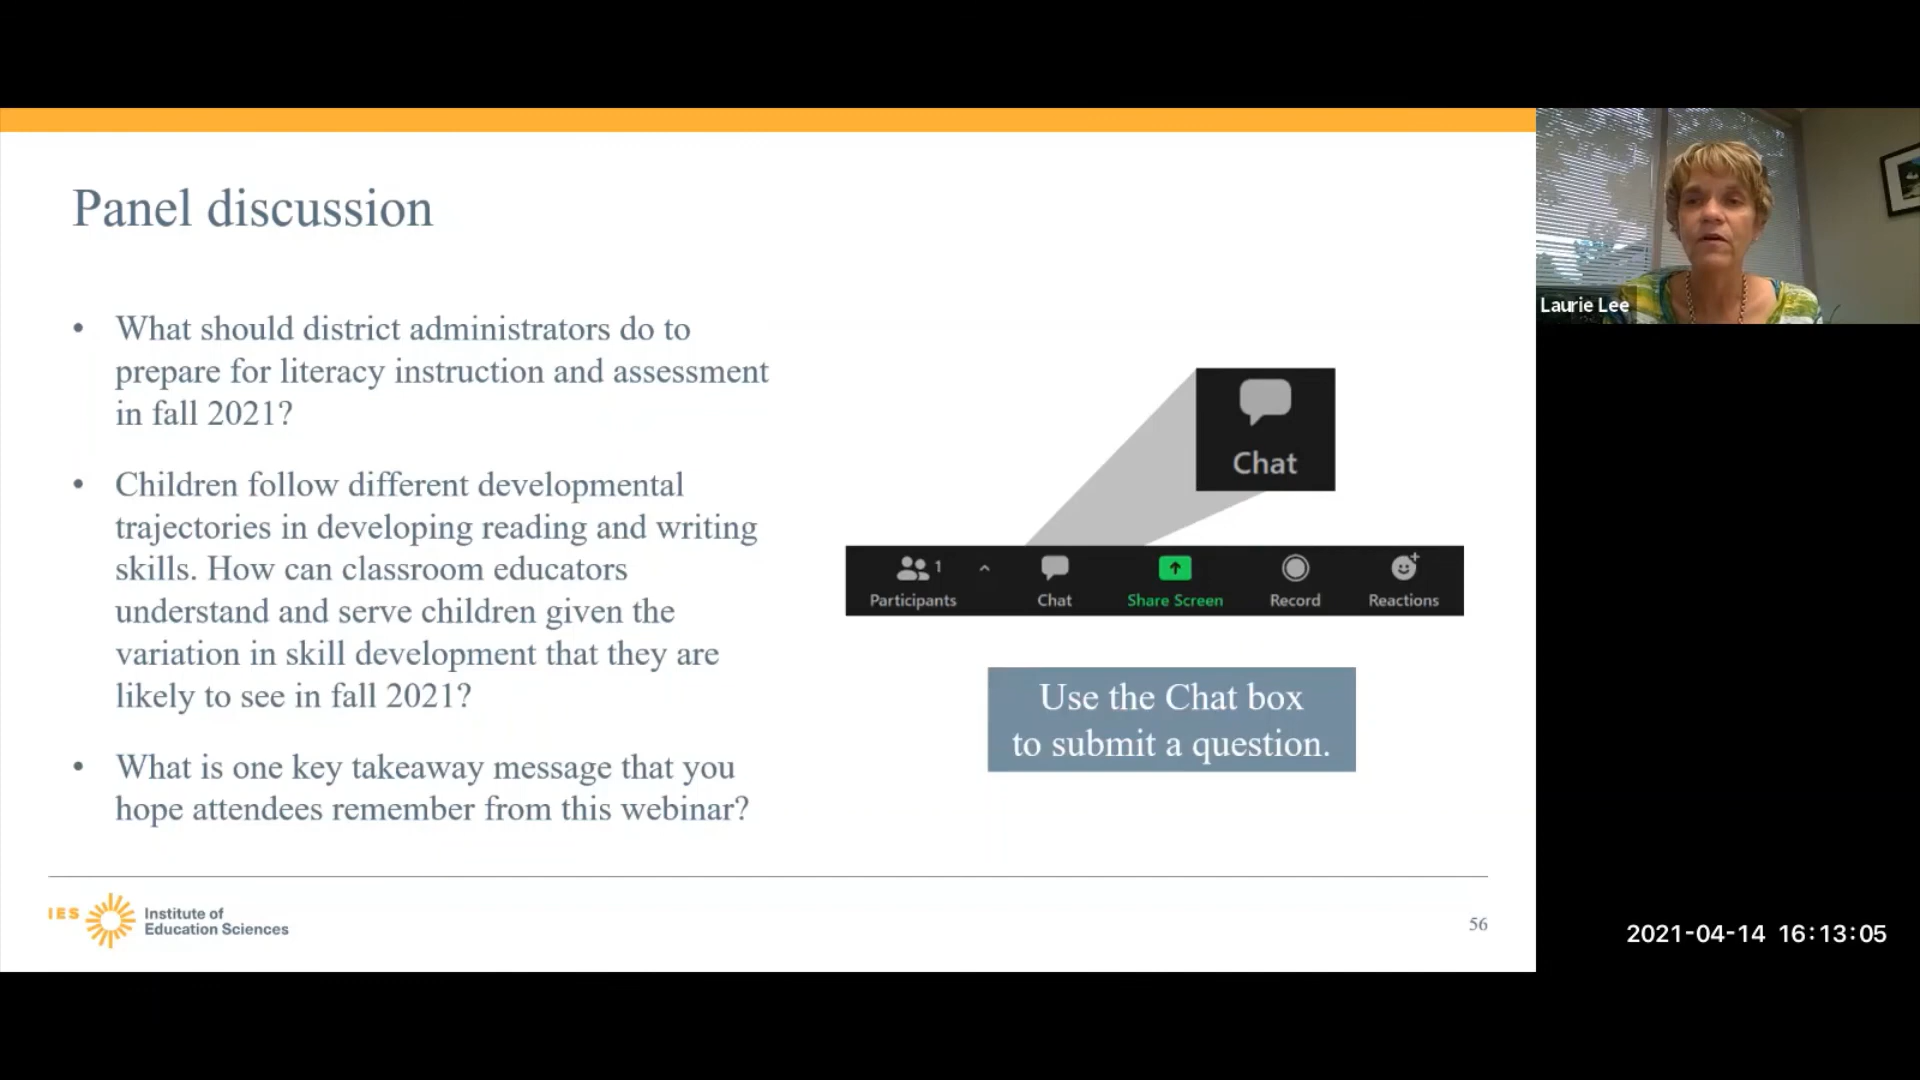 Panel discussion
• What should district administrators do to
prepare for literacy instruction and assessment
in fall 2021?
• Children follow different developmental
trajectories in developing reading and writing
skills. How can classroom educators
understand and serve children given the
variation in skill development that they are
likely to see in fall 2021?
• What is one key takeaway message that you
hope attendees remember from this webinar?
Chat
1
Participants
Chat
Share Screen
Record
Reactions
Use the Chat box
to submit a question.
IES
Institute of
Education Sciences
56
Laurie Lee
2021-04-14 16:13:05